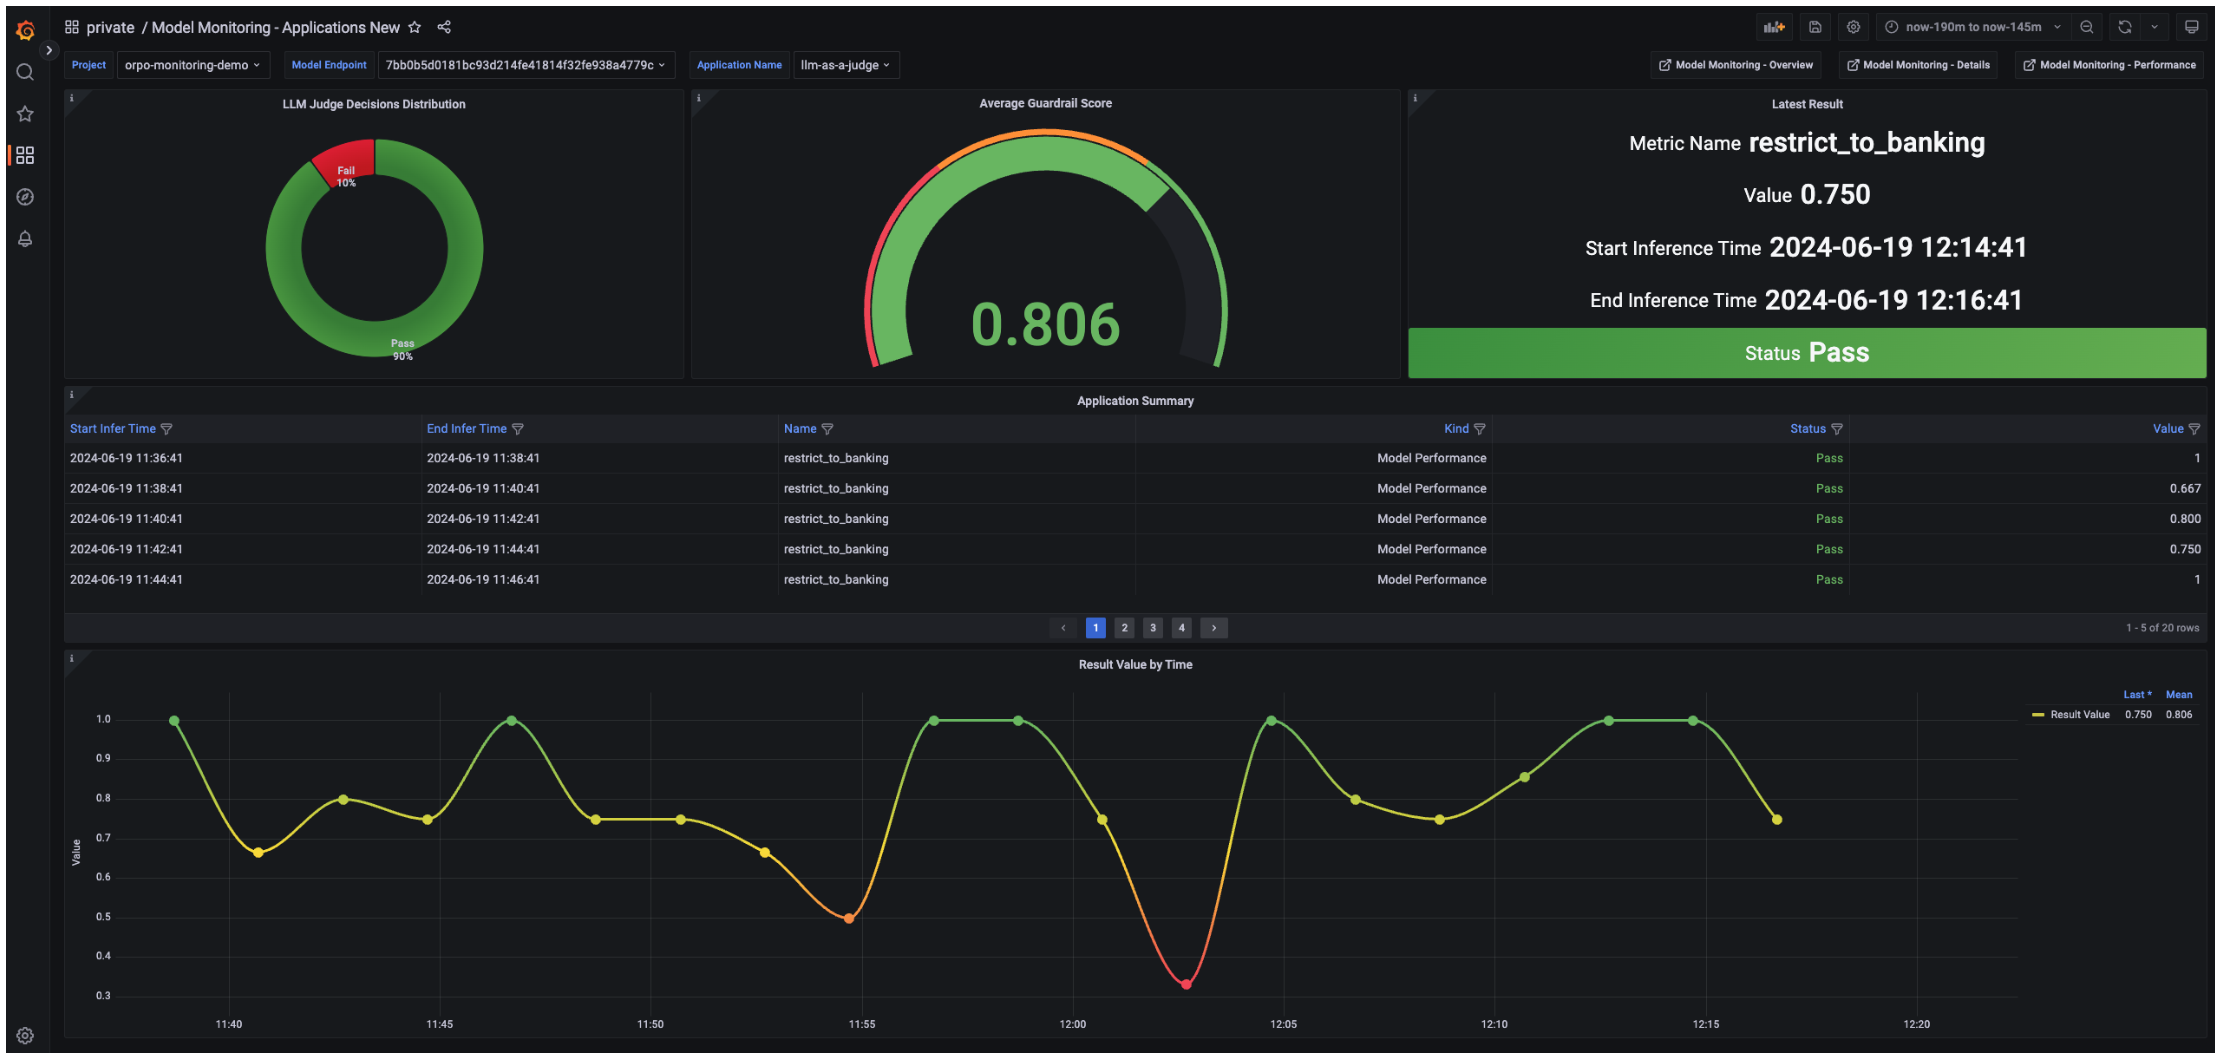 private / Model Monitoring - Applications New
now-190m to now-145m
Project orpo-monitoring-demo Model Endpoint 7bb0b5d0181bc93d214fe41814f32fe938a4779c Application Name llm-as-a-judge Model Monitoring - Overview Model Monitoring - Details Model Monitoring - Performance
LLM Judge Decisions Distribution
Fail
10%
Pass
90%
Average Guardrail Score
0.806
Latest Result
Metric Name restrict_to_banking
Value 0.750
Start Inference Time 2024-06-19 12:14:41
End Inference Time 2024-06-19 12:16:41
Status Pass
Application Summary
Start Infer Time End Infer Time Name Kind Status Value
2024-06-19 11:36:41 2024-06-19 11:38:41 restrict_to_banking Model Performance Pass 1
2024-06-19 11:38:41 2024-06-19 11:40:41 restrict_to_banking Model Performance Pass 0.667
2024-06-19 11:40:41 2024-06-19 11:42:41 restrict_to_banking Model Performance Pass 0.800
2024-06-19 11:42:41 2024-06-19 11:44:41 restrict_to_banking Model Performance Pass 0.750
2024-06-19 11:44:41 2024-06-19 11:46:41 restrict_to_banking Model Performance Pass 1
1 2 3 4
1 - 5 of 20 rows
Result Value by Time
Last * Mean
Result Value 0.750 0.806
Value
1.0
0.9
0.8
0.7
0.6
0.5
0.4
0.3
11:40 11:45 11:50 11:55 12:00 12:05 12:10 12:15 12:20